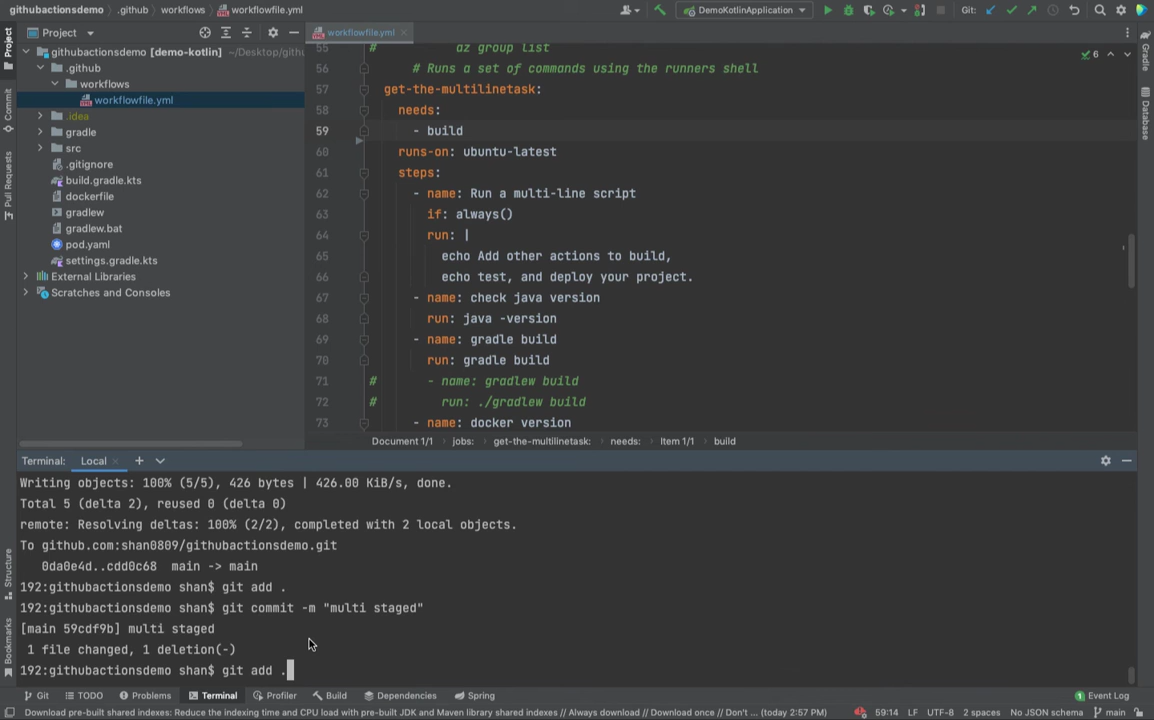 githubactionsdemo
.github
workflows
workflowfile.yml
DemoKotlinApplication
Git:
Project
workflowfile.yml
githubactionsdemo [demo-kotlin] ~/Desktop/githu
.github
workflows
workflowfile.yml
.idea
gradle
src
.gitignore
build.gradle.kts
dockerfile
gradlew
gradlew.bat
pod.yaml
settings.gradle.kts
External Libraries
Scratches and Consoles
Project
Commit
Pull Requests
Structure
Bookmarks
55 # az group list
56 # Runs a set of commands using the runners shell
57 get-the-multilinetask:
58 needs:
59 - build
60 runs-on: ubuntu-latest
61 steps:
62 - name: Run a multi-line script
63 if: always()
64 run: |
65 echo Add other actions to build,
66 echo test, and deploy your project.
67 - name: check java version
68 run: java -version
69 - name: gradle build
70 run: gradle build
71 # - name: gradlew build
72 # run: ./gradlew build
73 - name: docker version
6
Gradle
Database
Document 1/1 jobs: get-the-multilinetask: needs: Item 1/1 build
Terminal: Local
Writing objects: 100% (5/5), 426 bytes | 426.00 KiB/s, done.
Total 5 (delta 2), reused 0 (delta 0)
remote: Resolving deltas: 100% (2/2), completed with 2 local objects.
To github.com:shan0809/githubactionsdemo.git
0da0e4d..cdd0c68 main -> main
192:githubactionsdemo shan$ git add .
192:githubactionsdemo shan$ git commit -m "multi staged"
[main 59cdf9b] multi staged
1 file changed, 1 deletion(-)
192:githubactionsdemo shan$ git add .
Git TODO Problems Terminal Profiler Build Dependencies Spring
1 Event Log
Download pre-built shared indexes: Reduce the indexing time and CPU load with pre-built JDK and Maven library shared indexes // Always download // Download once // Don't ... (today 2:57 PM)
59:14 LF UTF-8 2 spaces No JSON schema main